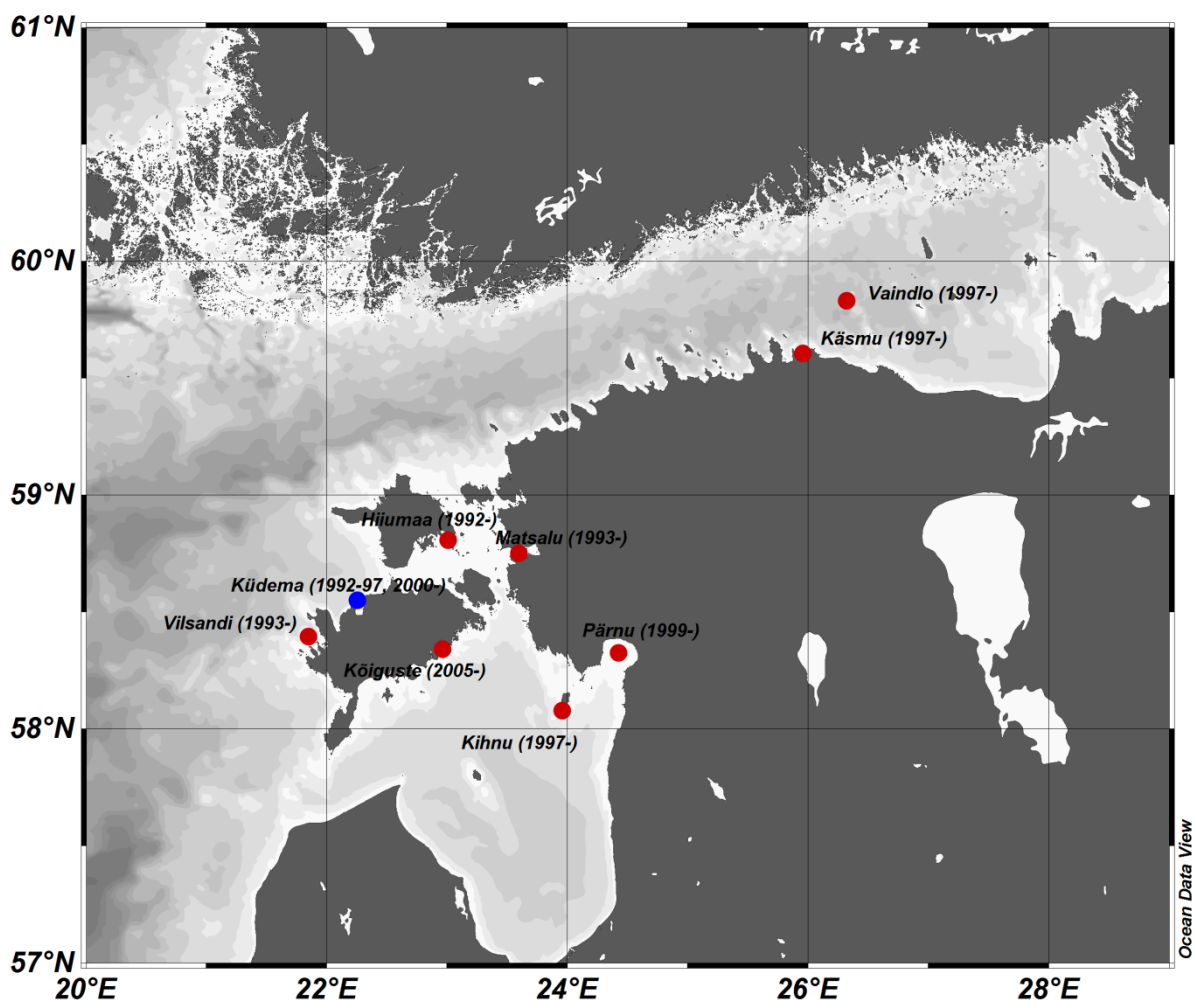 61°N
60°N
Vaindlo (1997-)
Käsmu (1997-)
59°N
Hiiumaa (1992-)
Matsalu (1993-)
Küdema (1992-97, 2000-)
Vilsandi (1993-)
Pärnu (1999-)
Kõiguste (2005-)
58°N
Kihnu (1997-)
57°N
20°E
22°E
24°E
26°E
28°E
Ocean Data View